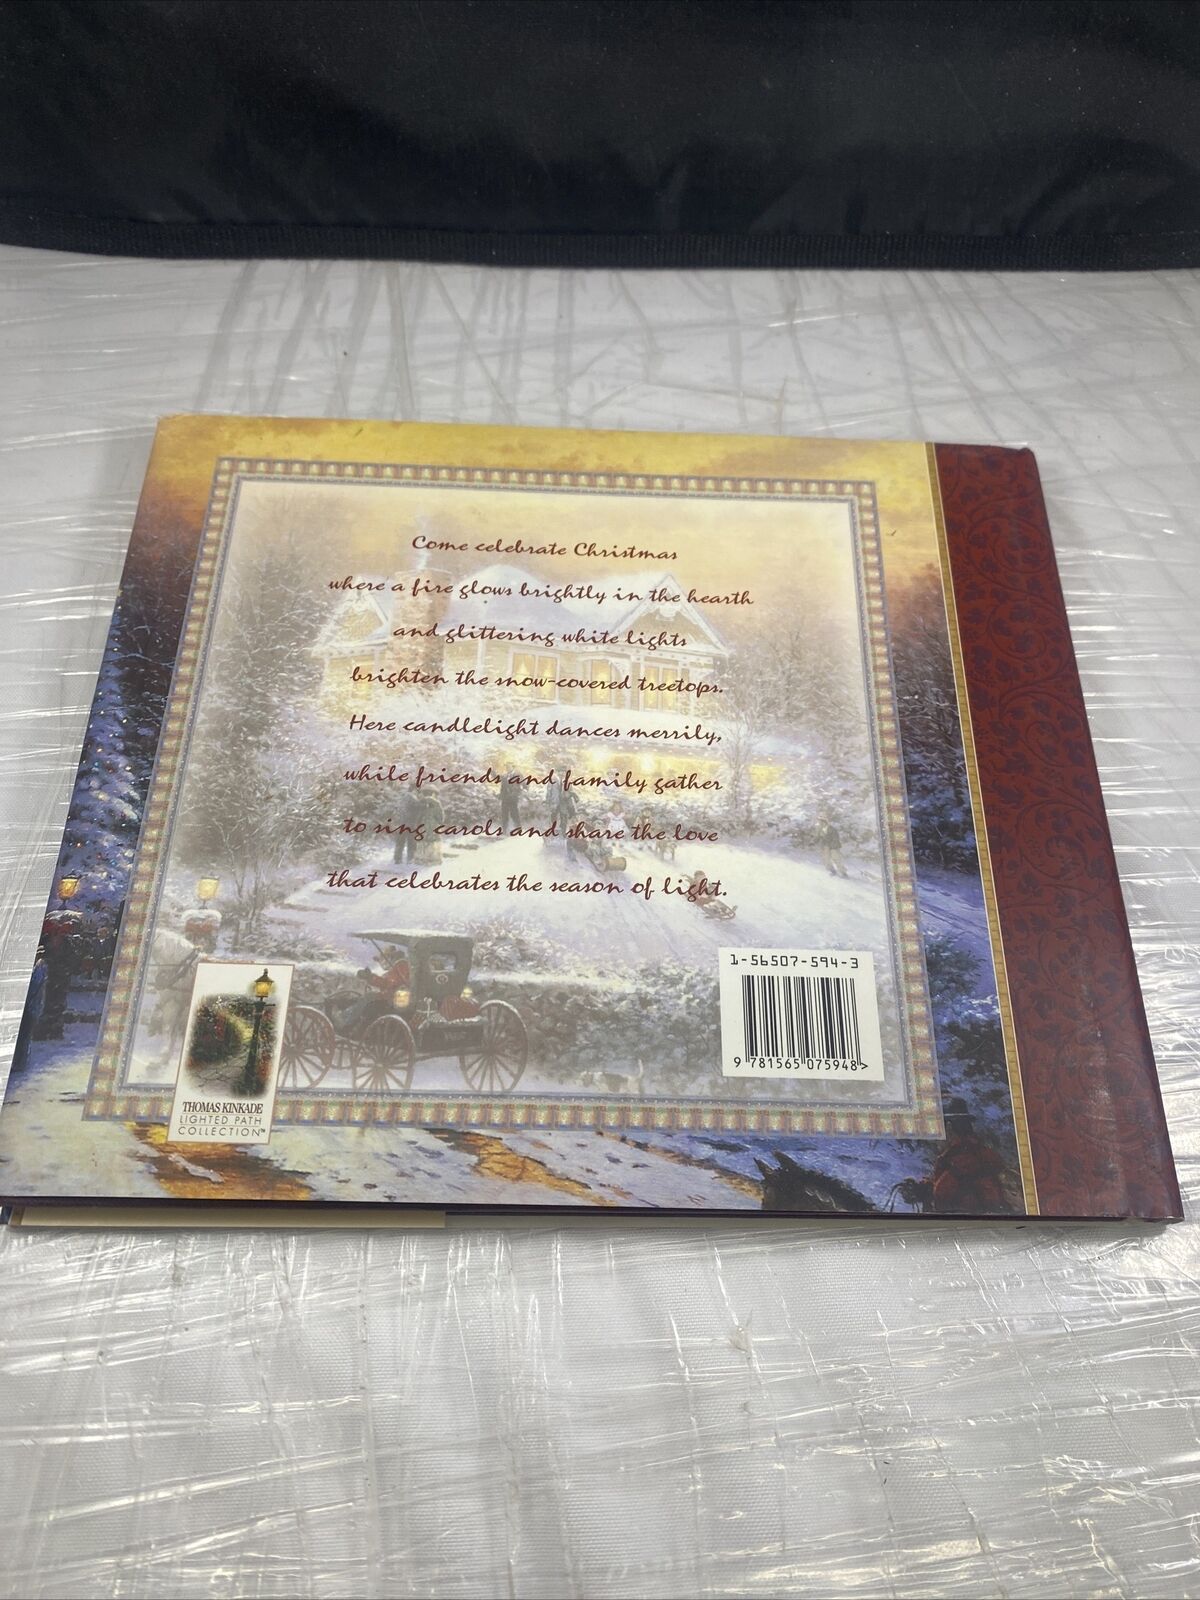 Come celebrate Christmas
where a fire glows brightly in the hearth
and glittering white lights
brighten the snow-covered treetops.
Here candlelight dances merrily,
while friends and family gather
to sing carols and share the love
that celebrates the season of light.
1-56507-594-3
9 781565 075948>
THOMAS KINKADE
LIGHTED PATH
COLLECTION™